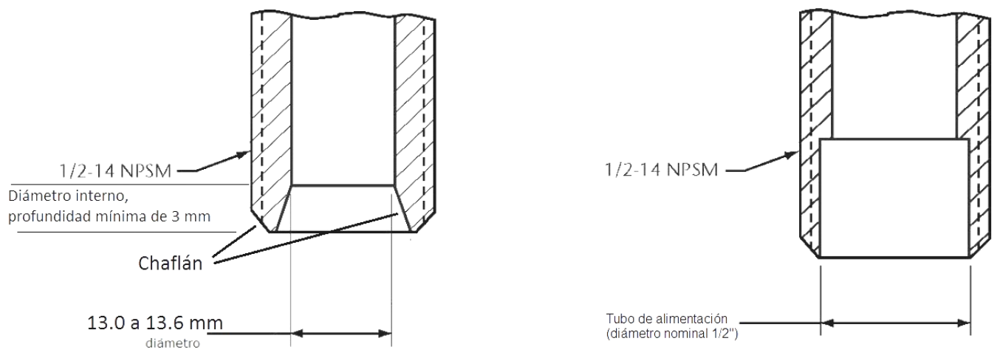 1/2-14 NPSM
Diámetro interno,
profundidad mínima de 3 mm
Chaflán
13.0 a 13.6 mm
diámetro
1/2-14 NPSM
Tubo de alimentación
(diámetro nominal 1/2")